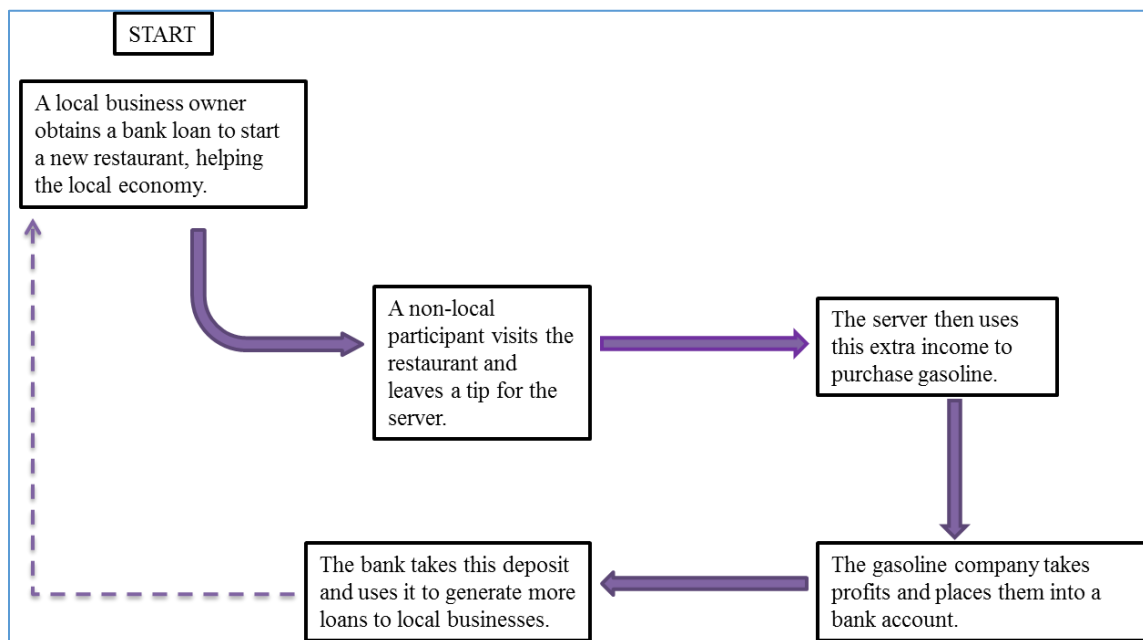 START
A local business owner
obtains a bank loan to start
a new restaurant, helping
the local economy.
A non-local
participant visits the
restaurant and
leaves a tip for the
server.
The server then uses
this extra income to
purchase gasoline.
The gasoline company takes
profits and places them into a
bank account.
The bank takes this deposit
and uses it to generate more
loans to local businesses.